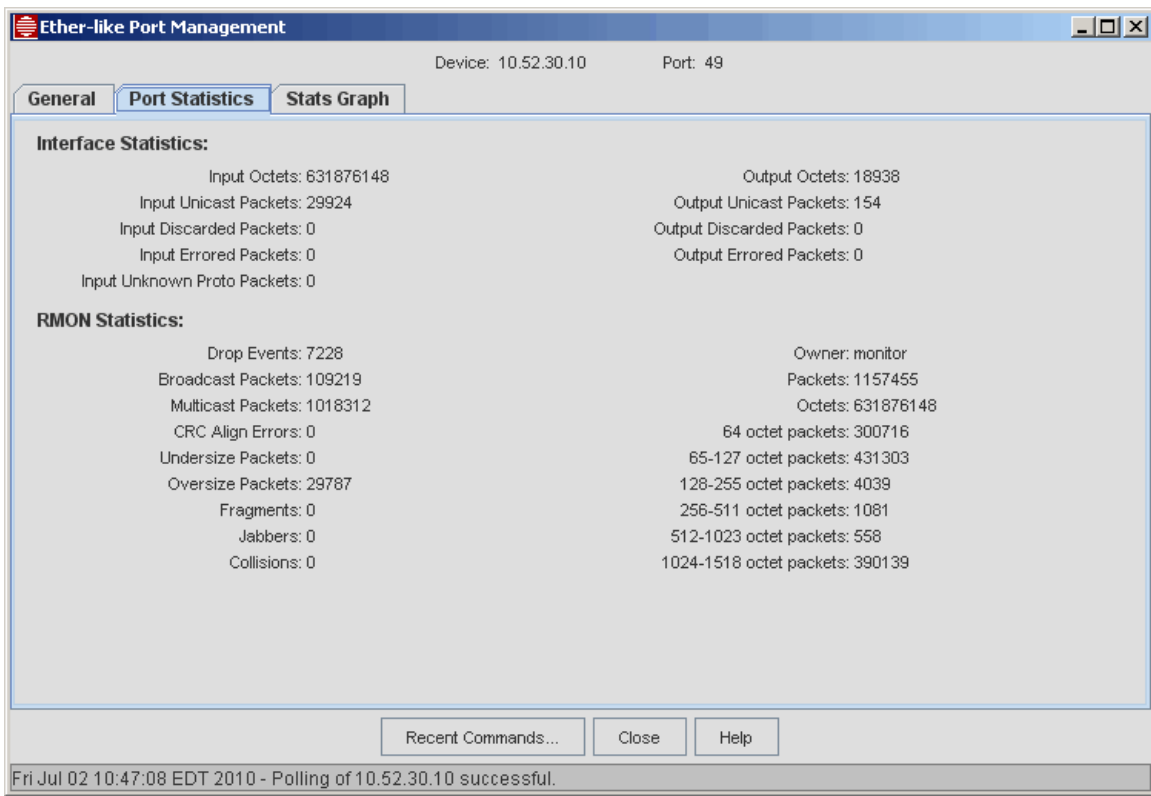 Ether-like Port Management
Device: 10.52.30.10 Port: 49
General Port Statistics Stats Graph
Interface Statistics:
Input Octets: 631876148 Output Octets: 18938
Input Unicast Packets: 29924 Output Unicast Packets: 154
Input Discarded Packets: 0 Output Discarded Packets: 0
Input Errored Packets: 0 Output Errored Packets: 0
Input Unknown Proto Packets: 0
RMON Statistics:
Drop Events: 7228 Owner: monitor
Broadcast Packets: 109219 Packets: 1157455
Multicast Packets: 1018312 Octets: 631876148
CRC Align Errors: 0 64 octet packets: 300716
Undersize Packets: 0 65-127 octet packets: 431303
Oversize Packets: 29787 128-255 octet packets: 4039
Fragments: 0 256-511 octet packets: 1081
Jabbers: 0 512-1023 octet packets: 558
Collisions: 0 1024-1518 octet packets: 390139
Recent Commands... Close Help
Fri Jul 02 10:47:08 EDT 2010 - Polling of 10.52.30.10 successful.